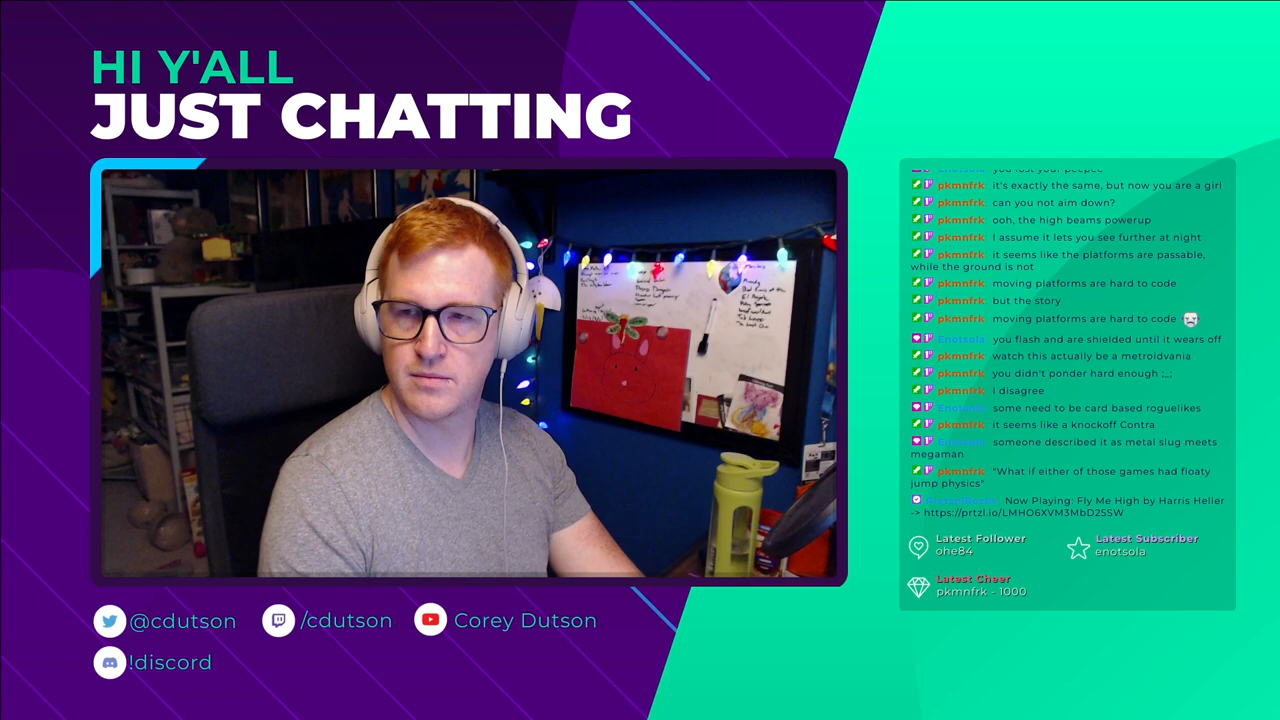 HI Y'ALL
JUST CHATTING
you lost your peepee
pkmnfrk it's exactly the same, but now you are a girl
pkmnfrk can you not aim down?
pkmnfrk ooh, the high beams powerup
pkmnfrk I assume it lets you see further at night
pkmnfrk it seems like the platforms are passable,
while the ground is not
pkmnfrk moving platforms are hard to code
pkmnfrk but the story
pkmnfrk moving platforms are hard to code
Enotsola you flash and are shielded until it wears off
pkmnfrk watch this actually be a metroidvania
pkmnfrk you didn't ponder hard enough ;_;
pkmnfrk I disagree
Enotsola some need to be card based roguelikes
pkmnfrk it seems like a knockoff Contra
Enotsola someone described it as metal slug meets
megaman
pkmnfrk "What if either of those games had floaty
jump physics"
Now Playing: Fly Me High by Harris Heller
-> https://prtzl.io/LMHO6XVM3MbD25SSW
Latest Follower
ohe84
Latest Subscriber
enotsola
Latest Cheer
pkmnfrk - 1000
@cdutson
/cdutson
Corey Dutson
!discord